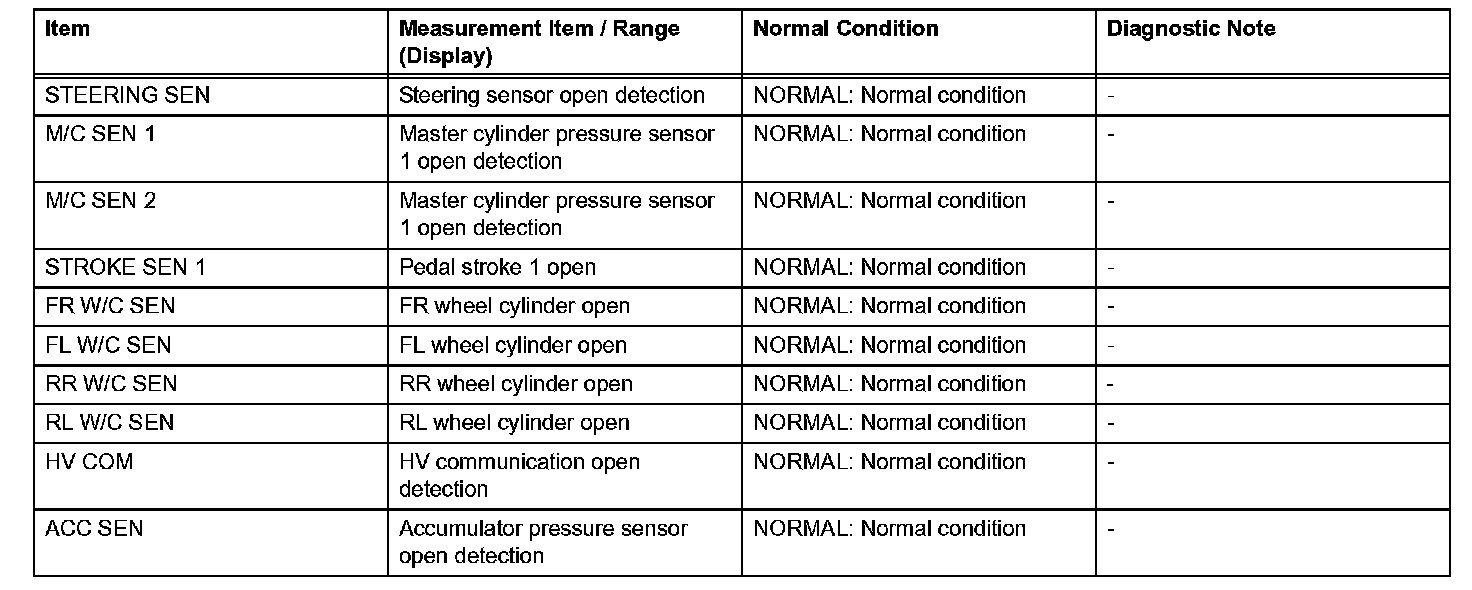 Item Measurement Item / Range Normal Condition Diagnostic Note
(Display)
STEERING SEN Steering sensor open detection NORMAL: Normal condition -
M/C SEN 1 Master cylinder pressure sensor NORMAL: Normal condition -
1 open detection
M/C SEN 2 Master cylinder pressure sensor NORMAL: Normal condition -
1 open detection
STROKE SEN 1 Pedal stroke 1 open NORMAL: Normal condition -
FR W/C SEN FR wheel cylinder open NORMAL: Normal condition -
FL W/C SEN FL wheel cylinder open NORMAL: Normal condition -
RR W/C SEN RR wheel cylinder open NORMAL: Normal condition -
RL W/C SEN RL wheel cylinder open NORMAL: Normal condition -
HV COM HV communication open NORMAL: Normal condition -
detection
ACC SEN Accumulator pressure sensor NORMAL: Normal condition -
open detection